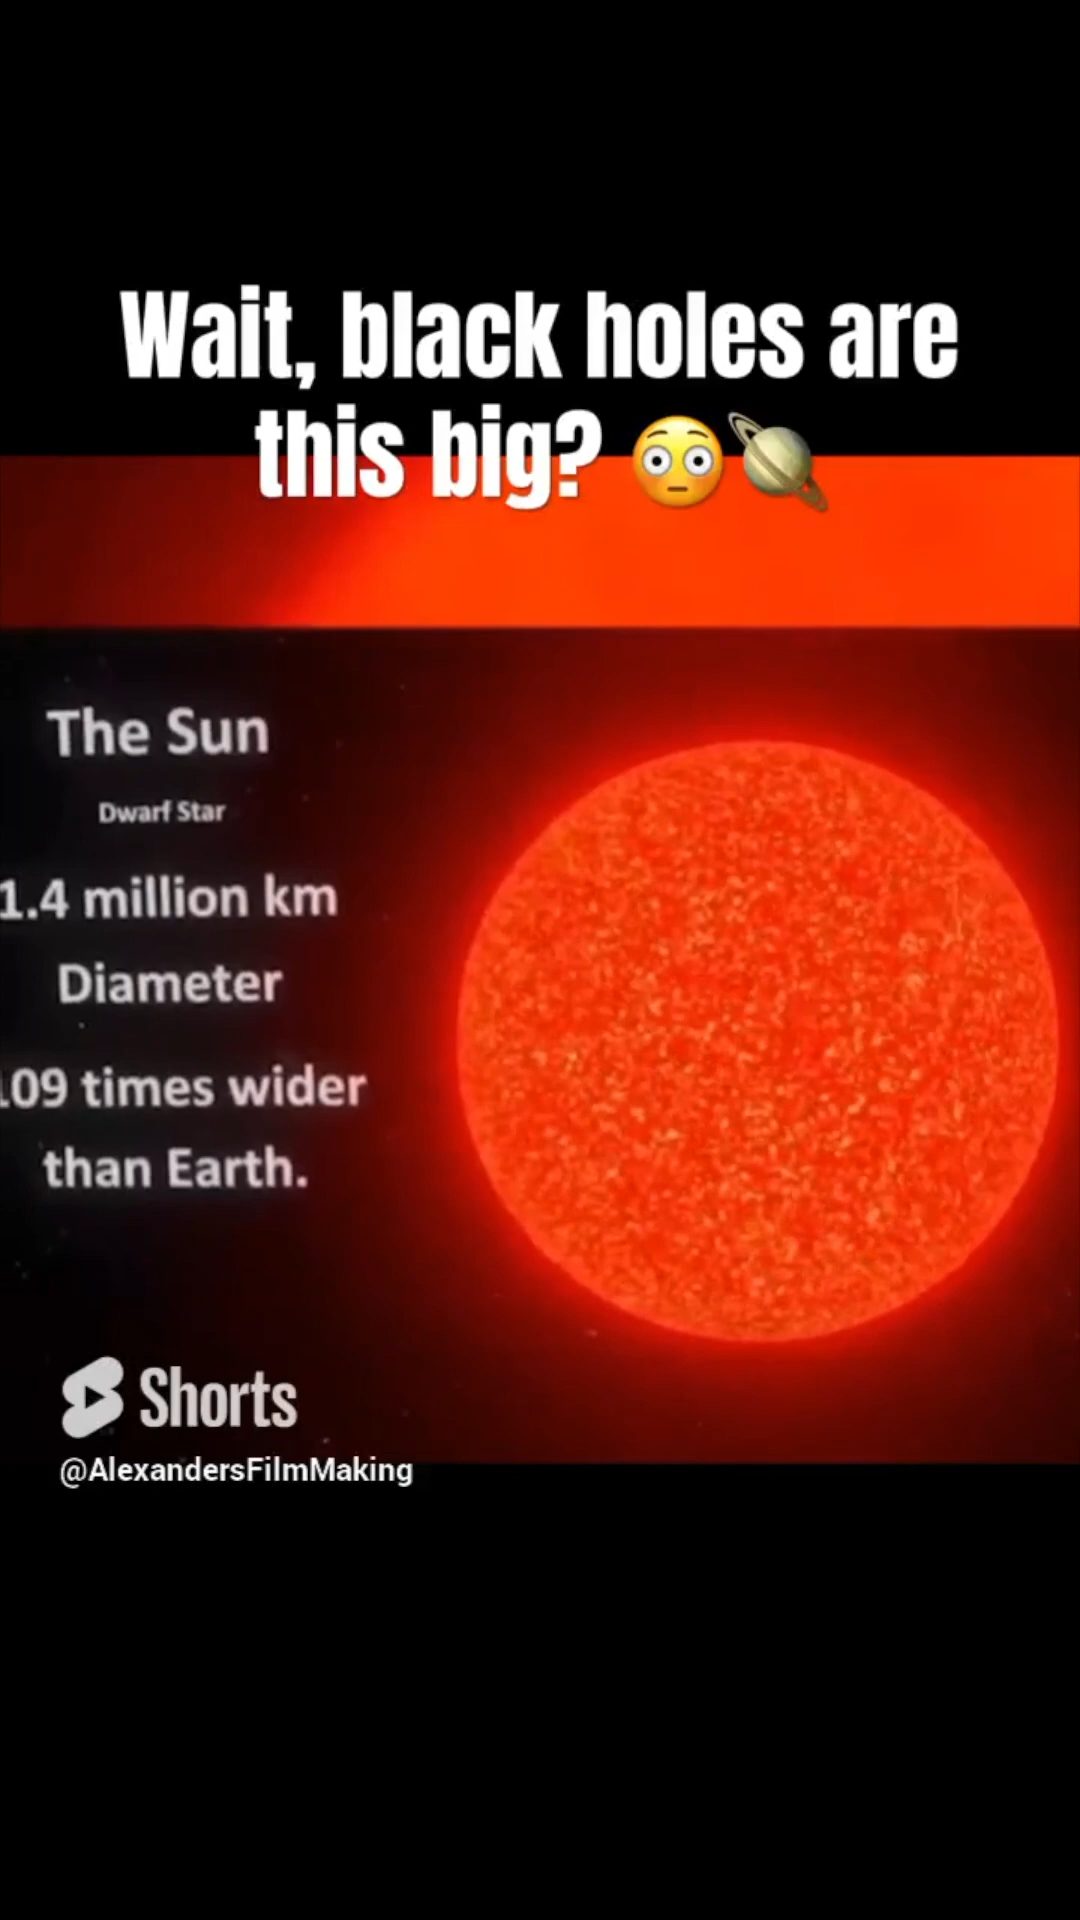 Wait, black holes are
this big? 😳🪐
The Sun
Dwarf Star
1.4 million km
Diameter
109 times wider
than Earth.
Shorts
@AlexandersFilmMaking